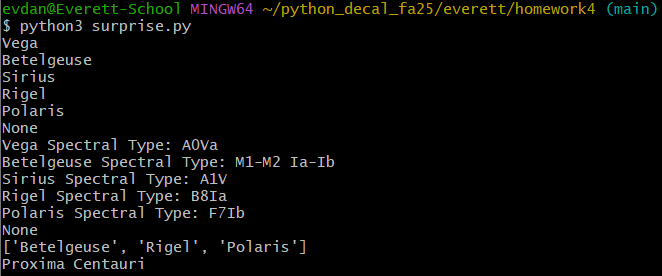 evdan@Everett-School MINGW64 ~/python_decal_fa25/everett/homework4 (main)
$ python3 surprise.py
Vega
Betelgeuse
Sirius
Rigel
Polaris
None
Vega Spectral Type: A0Va
Betelgeuse Spectral Type: M1-M2 Ia-Ib
Sirius Spectral Type: A1V
Rigel Spectral Type: B8Ia
Polaris Spectral Type: F7Ib
None
['Betelgeuse', 'Rigel', 'Polaris']
Proxima Centauri